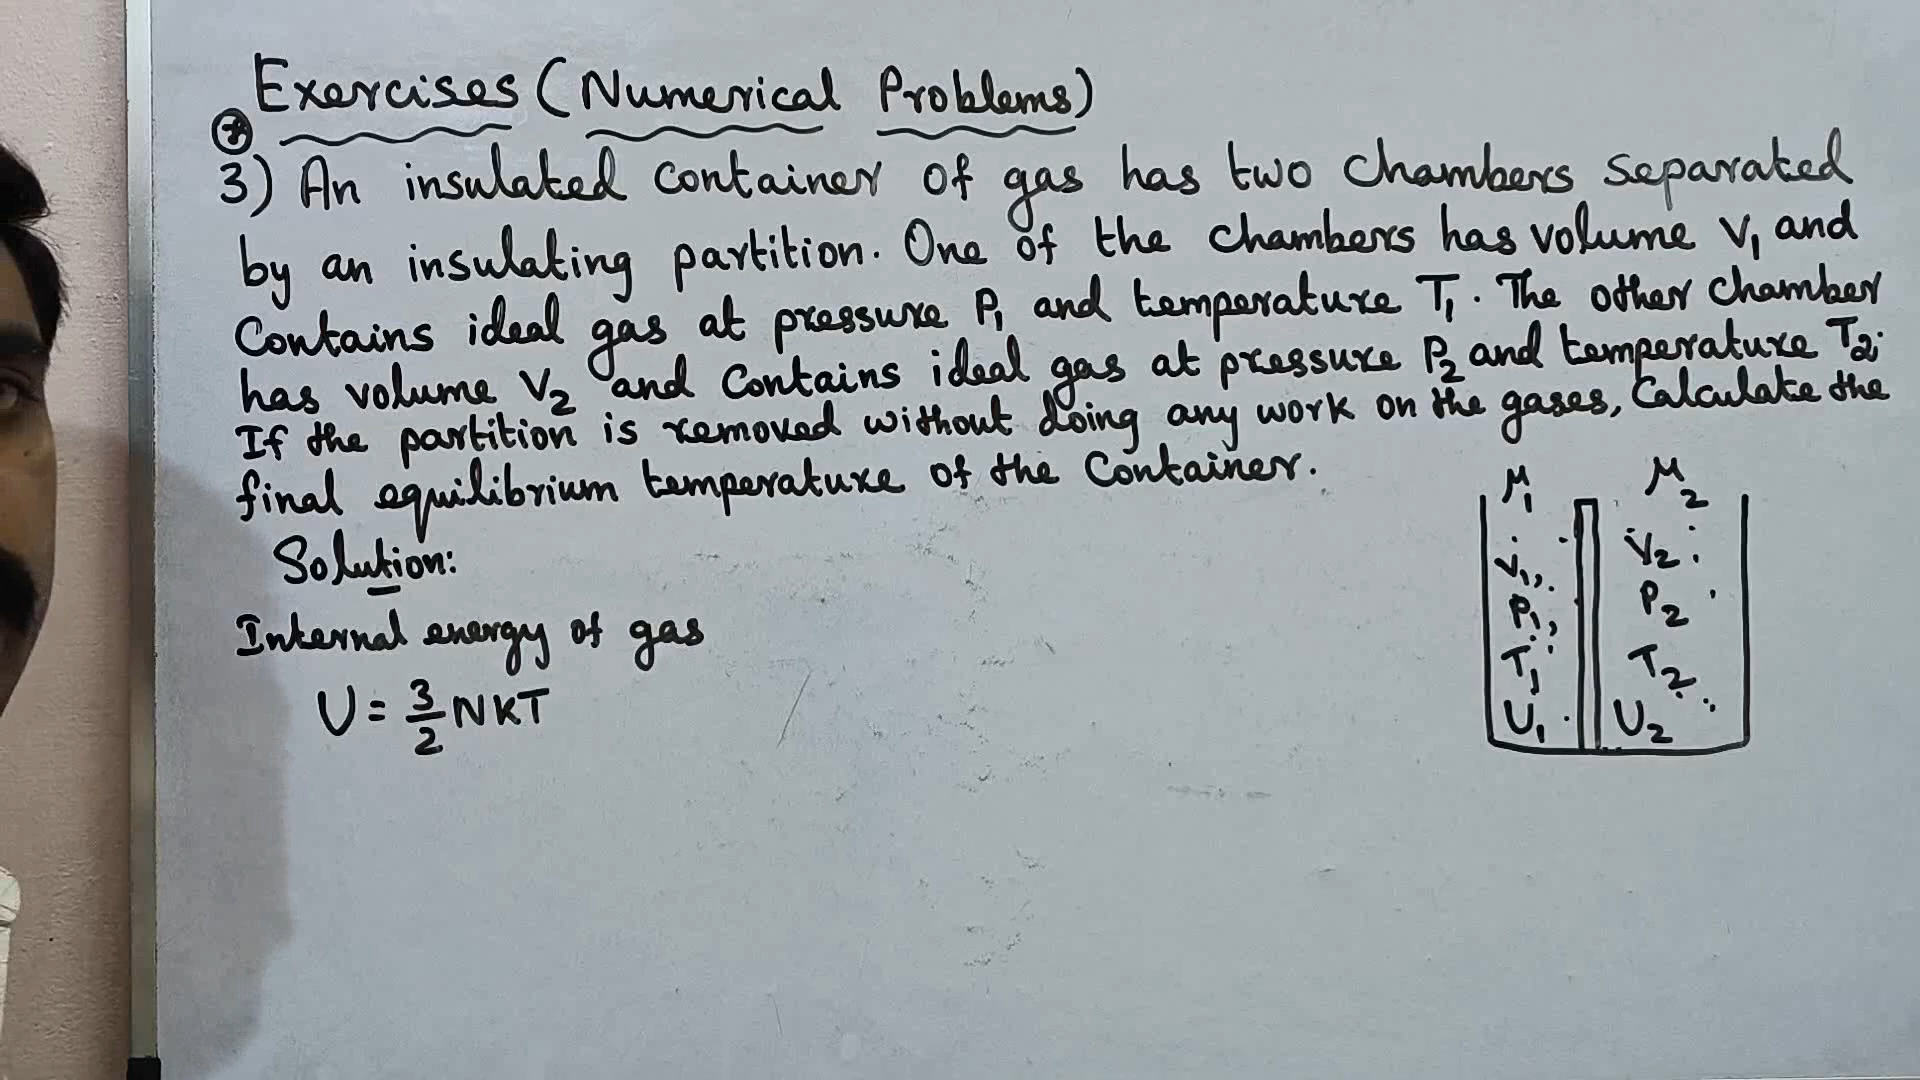 Exercises (Numerical Problems)
3) An insulated container of gas has two chambers separated
by an insulating partition. One of the chambers has volume V₁ and
Contains ideal gas at pressure P₁ and temperature T₁. The other chamber
has volume V₂ and Contains ideal gas at pressure P₂ and temperature T₂.
If the partition is removed without doing any work on the gases, Calculate the
final equilibrium temperature of the Container.
Solution:
Internal energy of gas
U = 3/2 NKT
μ₁ μ₂
V₁, V₂
P₁, P₂
T₁ T₂
U₁ U₂